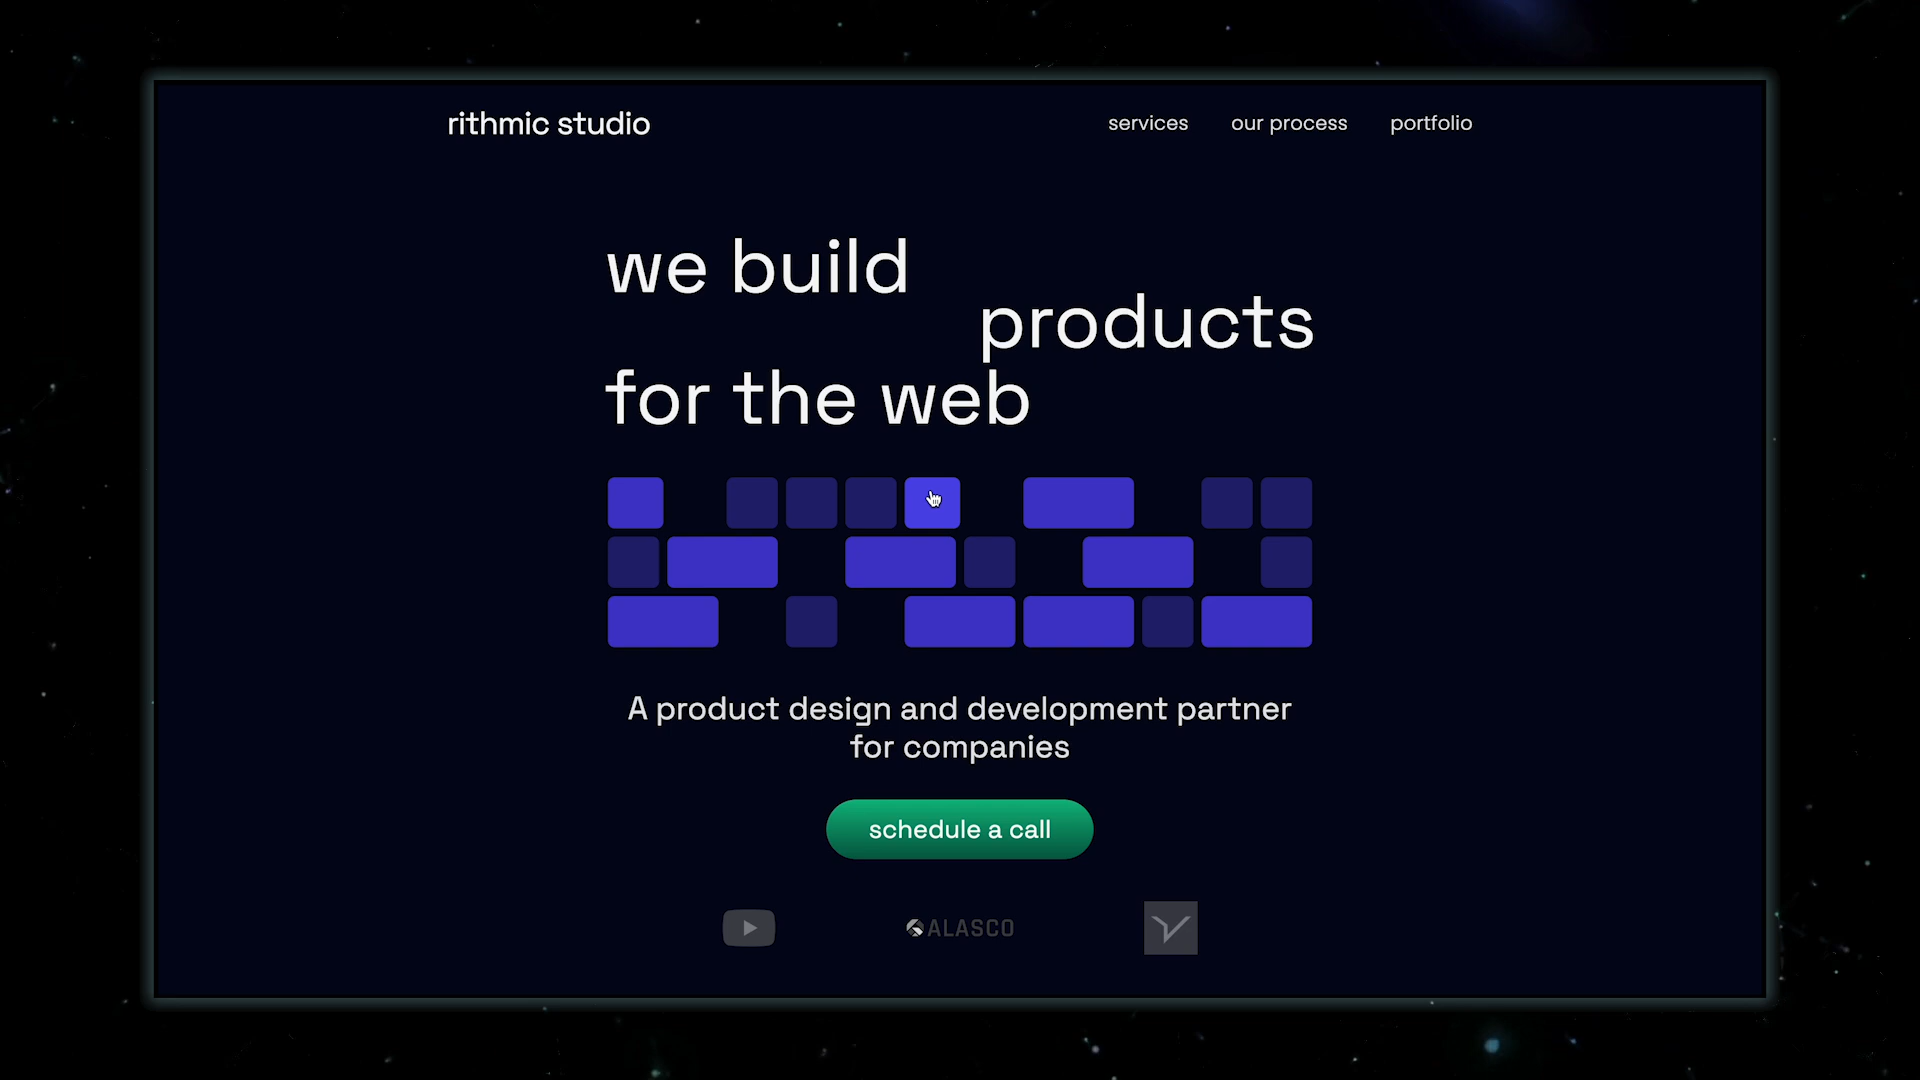 rithmic studio
services our process portfolio
we build
products
for the web
A product design and development partner
for companies
schedule a call
ALASCO